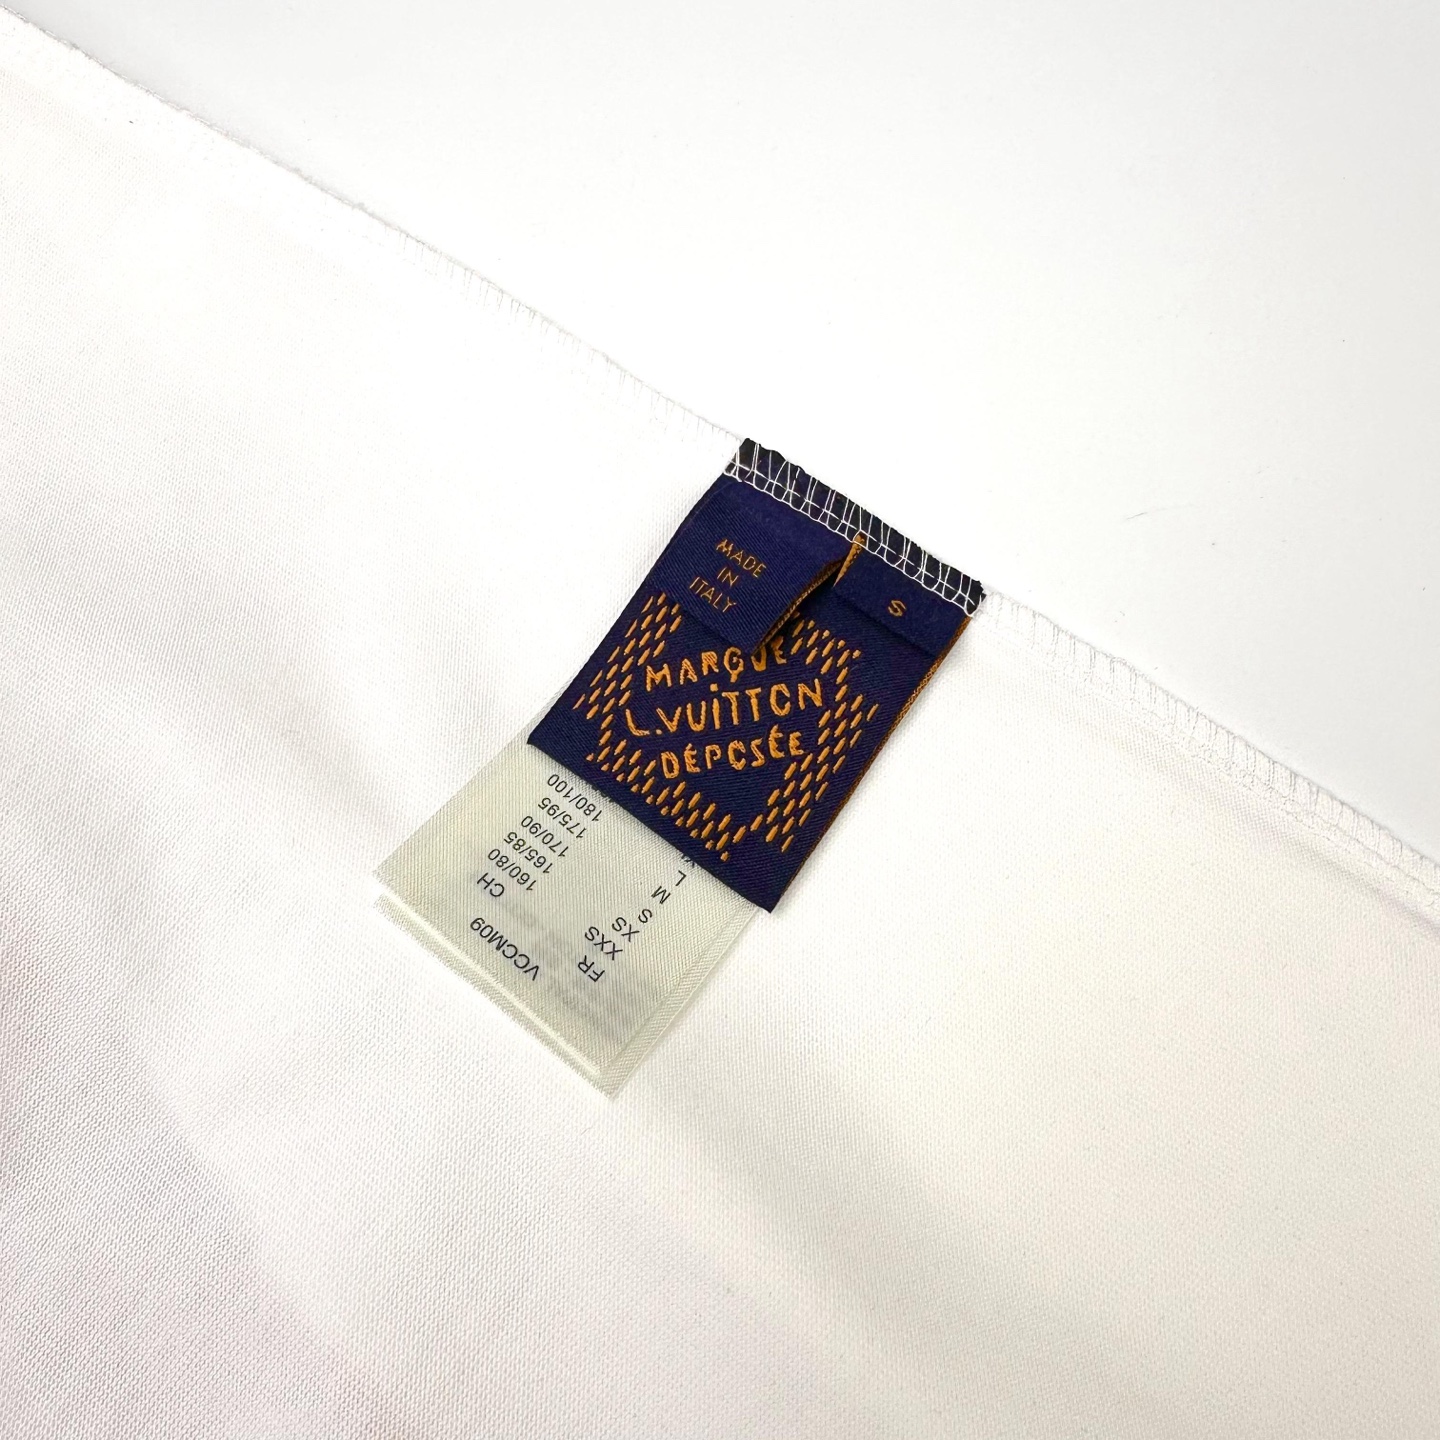 MADE
IN
ITALY
S
MARQUE
L.VUITTON
DÉPOSÉE
VCCM09
FR CH
XXS 160/80
XS 165/85
S 170/90
M 175/95
L 180/100